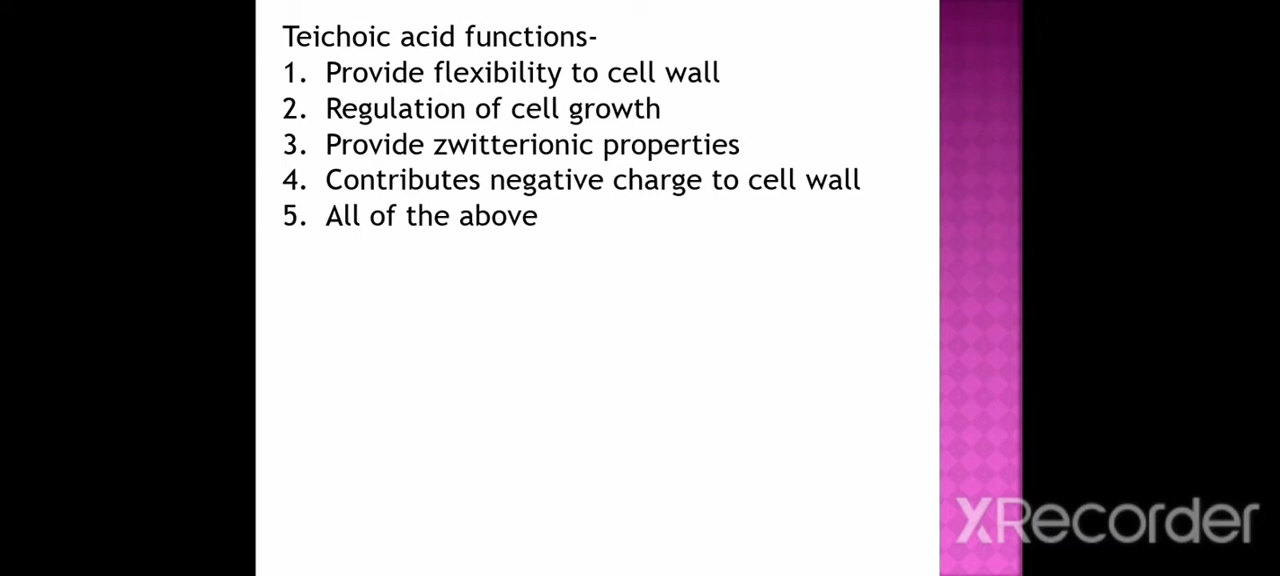 Teichoic acid functions-
1. Provide flexibility to cell wall
2. Regulation of cell growth
3. Provide zwitterionic properties
4. Contributes negative charge to cell wall
5. All of the above
XRecorder